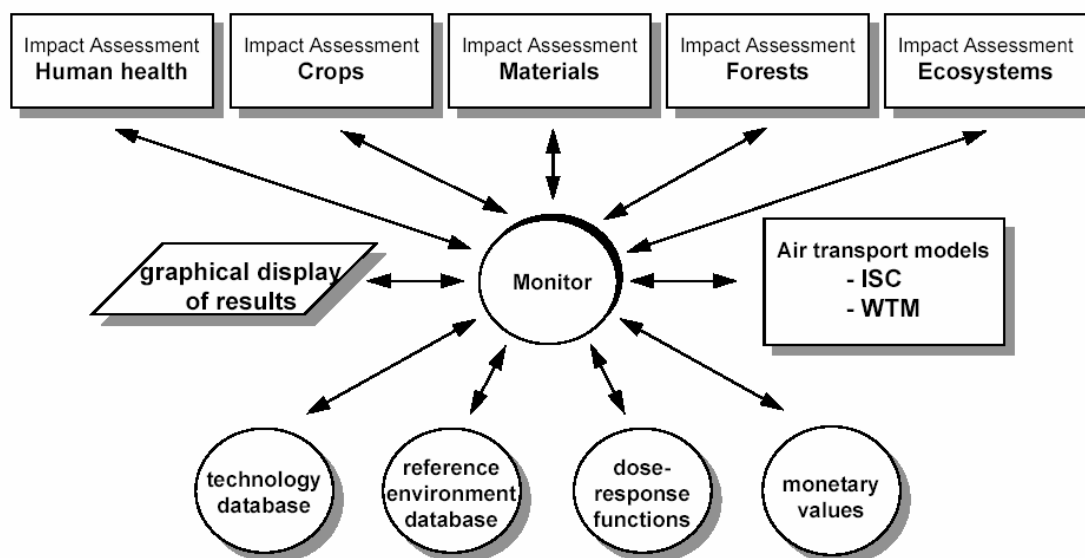 Impact Assessment
Human health
Impact Assessment
Crops
Impact Assessment
Materials
Impact Assessment
Forests
Impact Assessment
Ecosystems
graphical display
of results
Monitor
Air transport models
- ISC
- WTM
technology
database
reference
environment
database
dose-
response
functions
monetary
values